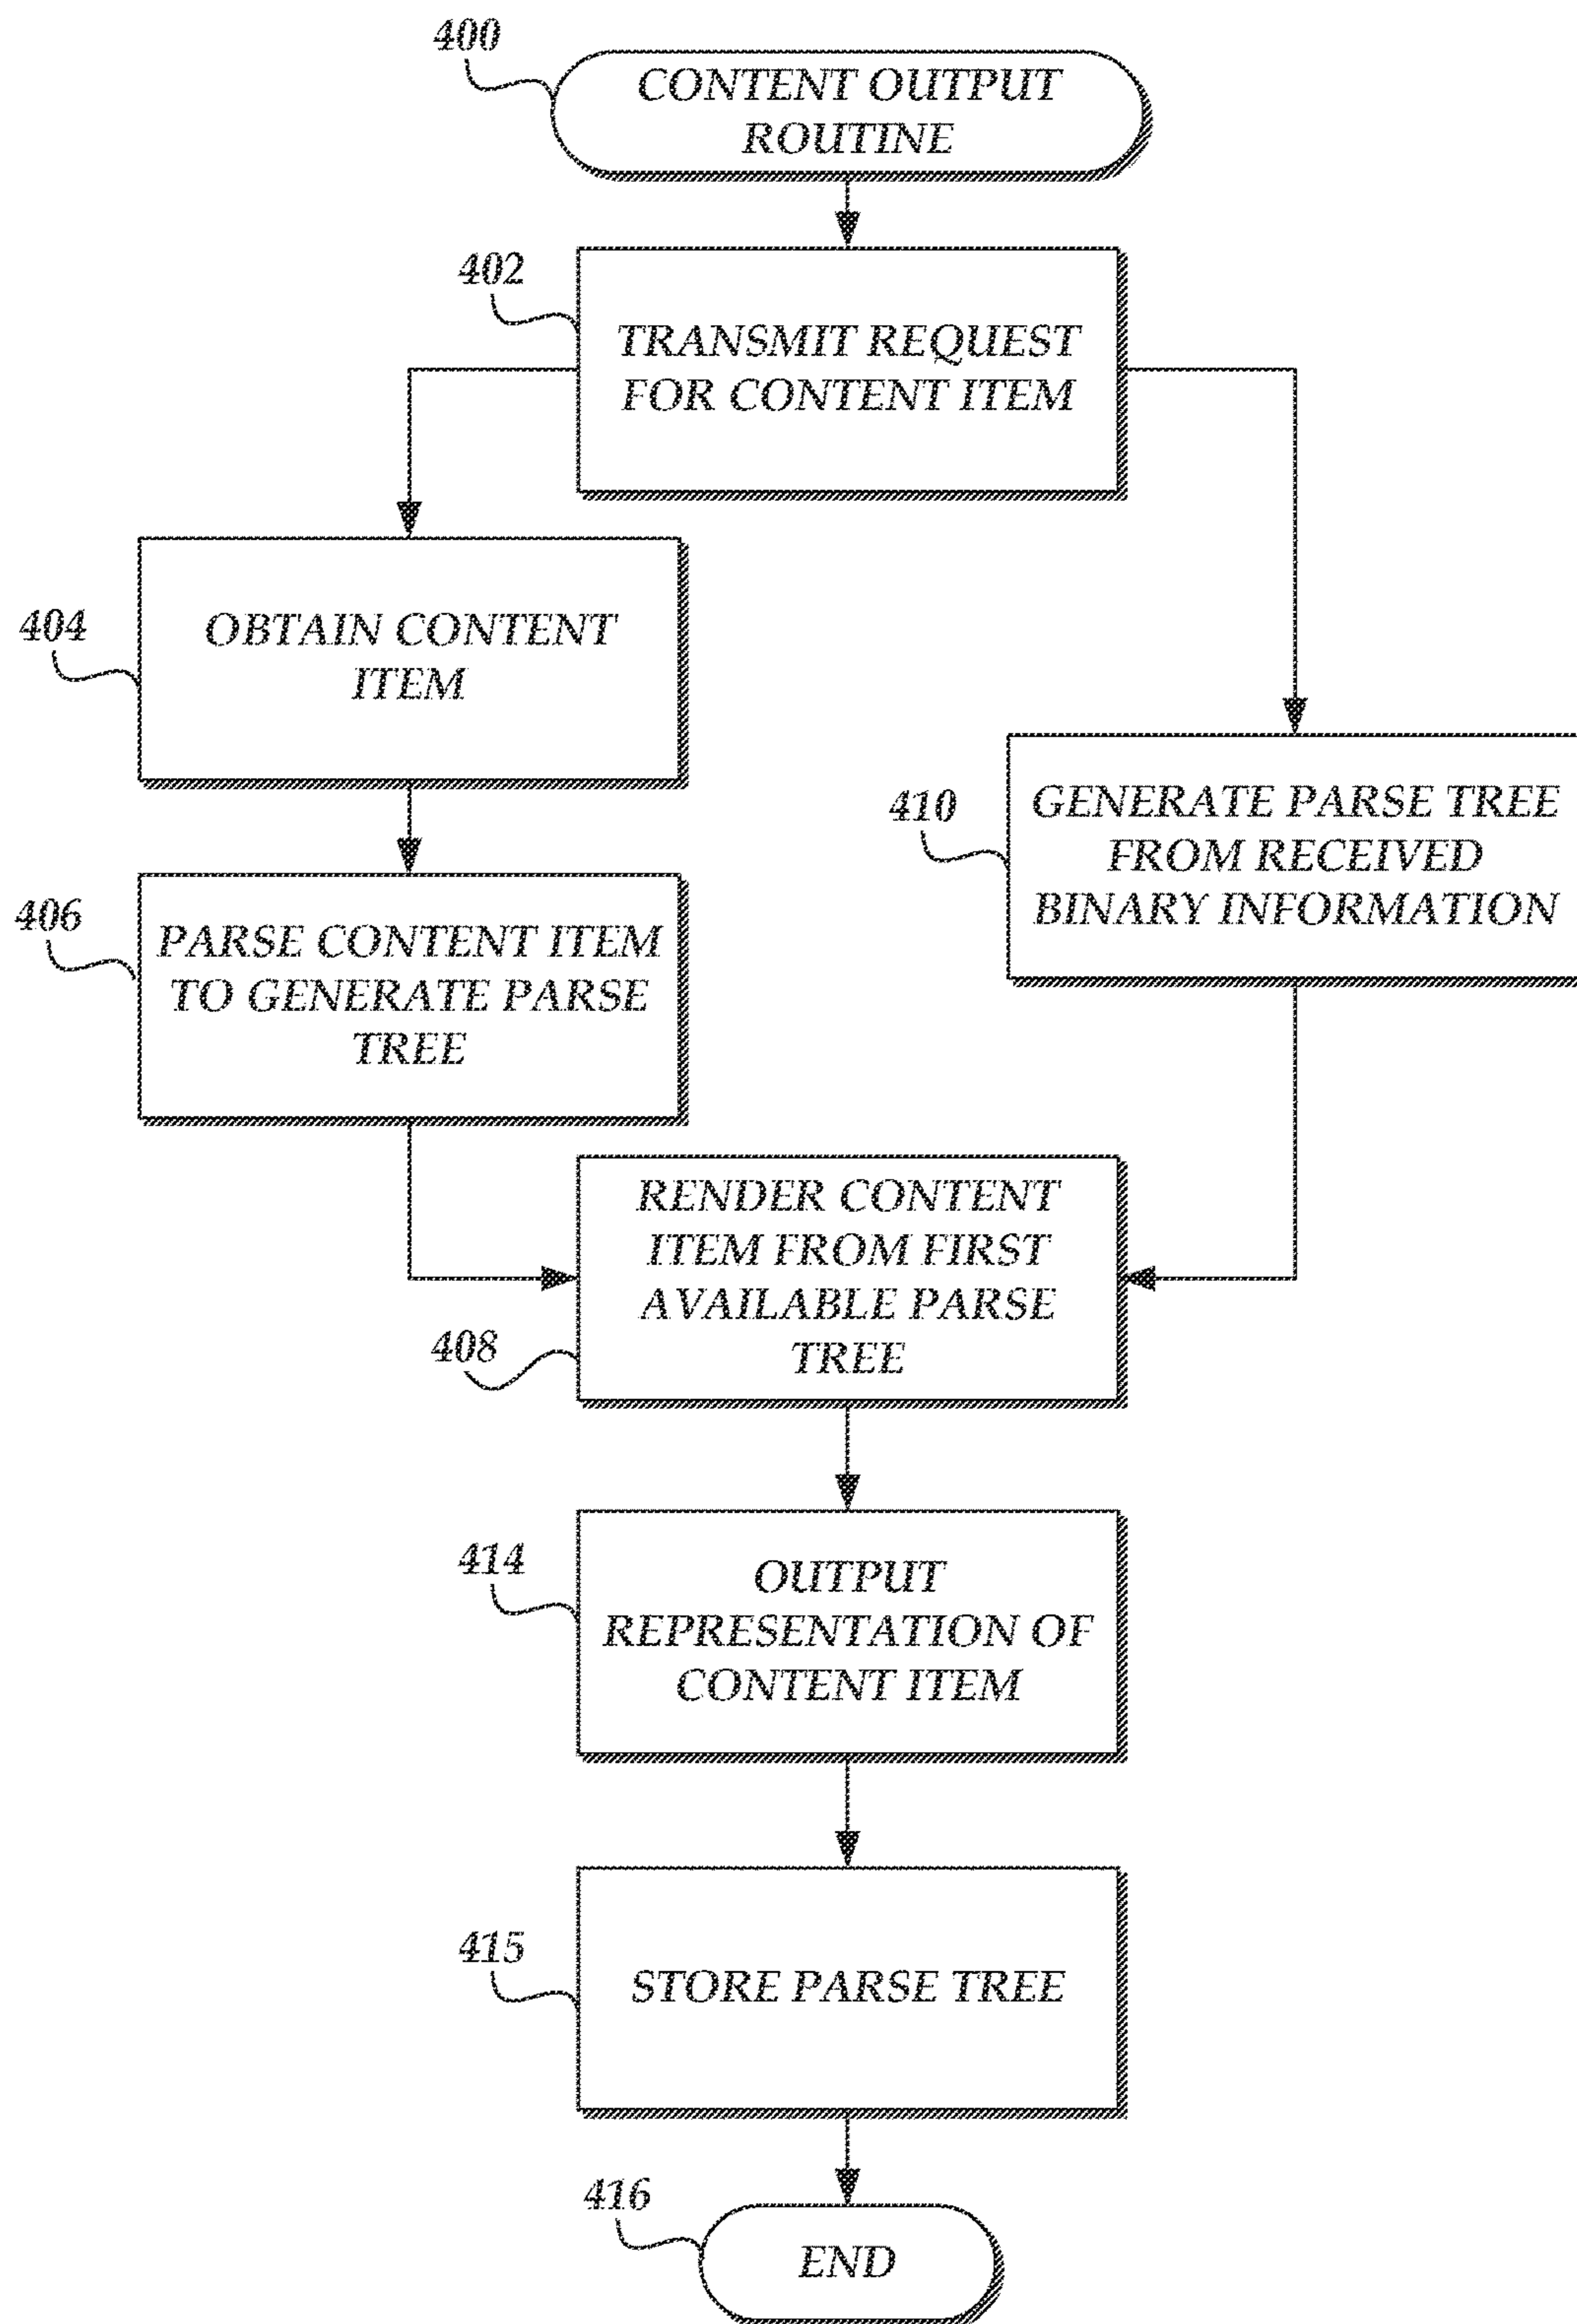 400
CONTENT OUTPUT
ROUTINE
402
TRANSMIT REQUEST
FOR CONTENT ITEM
404
OBTAIN CONTENT
ITEM
406
PARSE CONTENT ITEM
TO GENERATE PARSE
TREE
410
GENERATE PARSE TREE
FROM RECEIVED
BINARY INFORMATION
408
RENDER CONTENT
ITEM FROM FIRST
AVAILABLE PARSE
TREE
414
OUTPUT
REPRESENTATION OF
CONTENT ITEM
415
STORE PARSE TREE
416
END